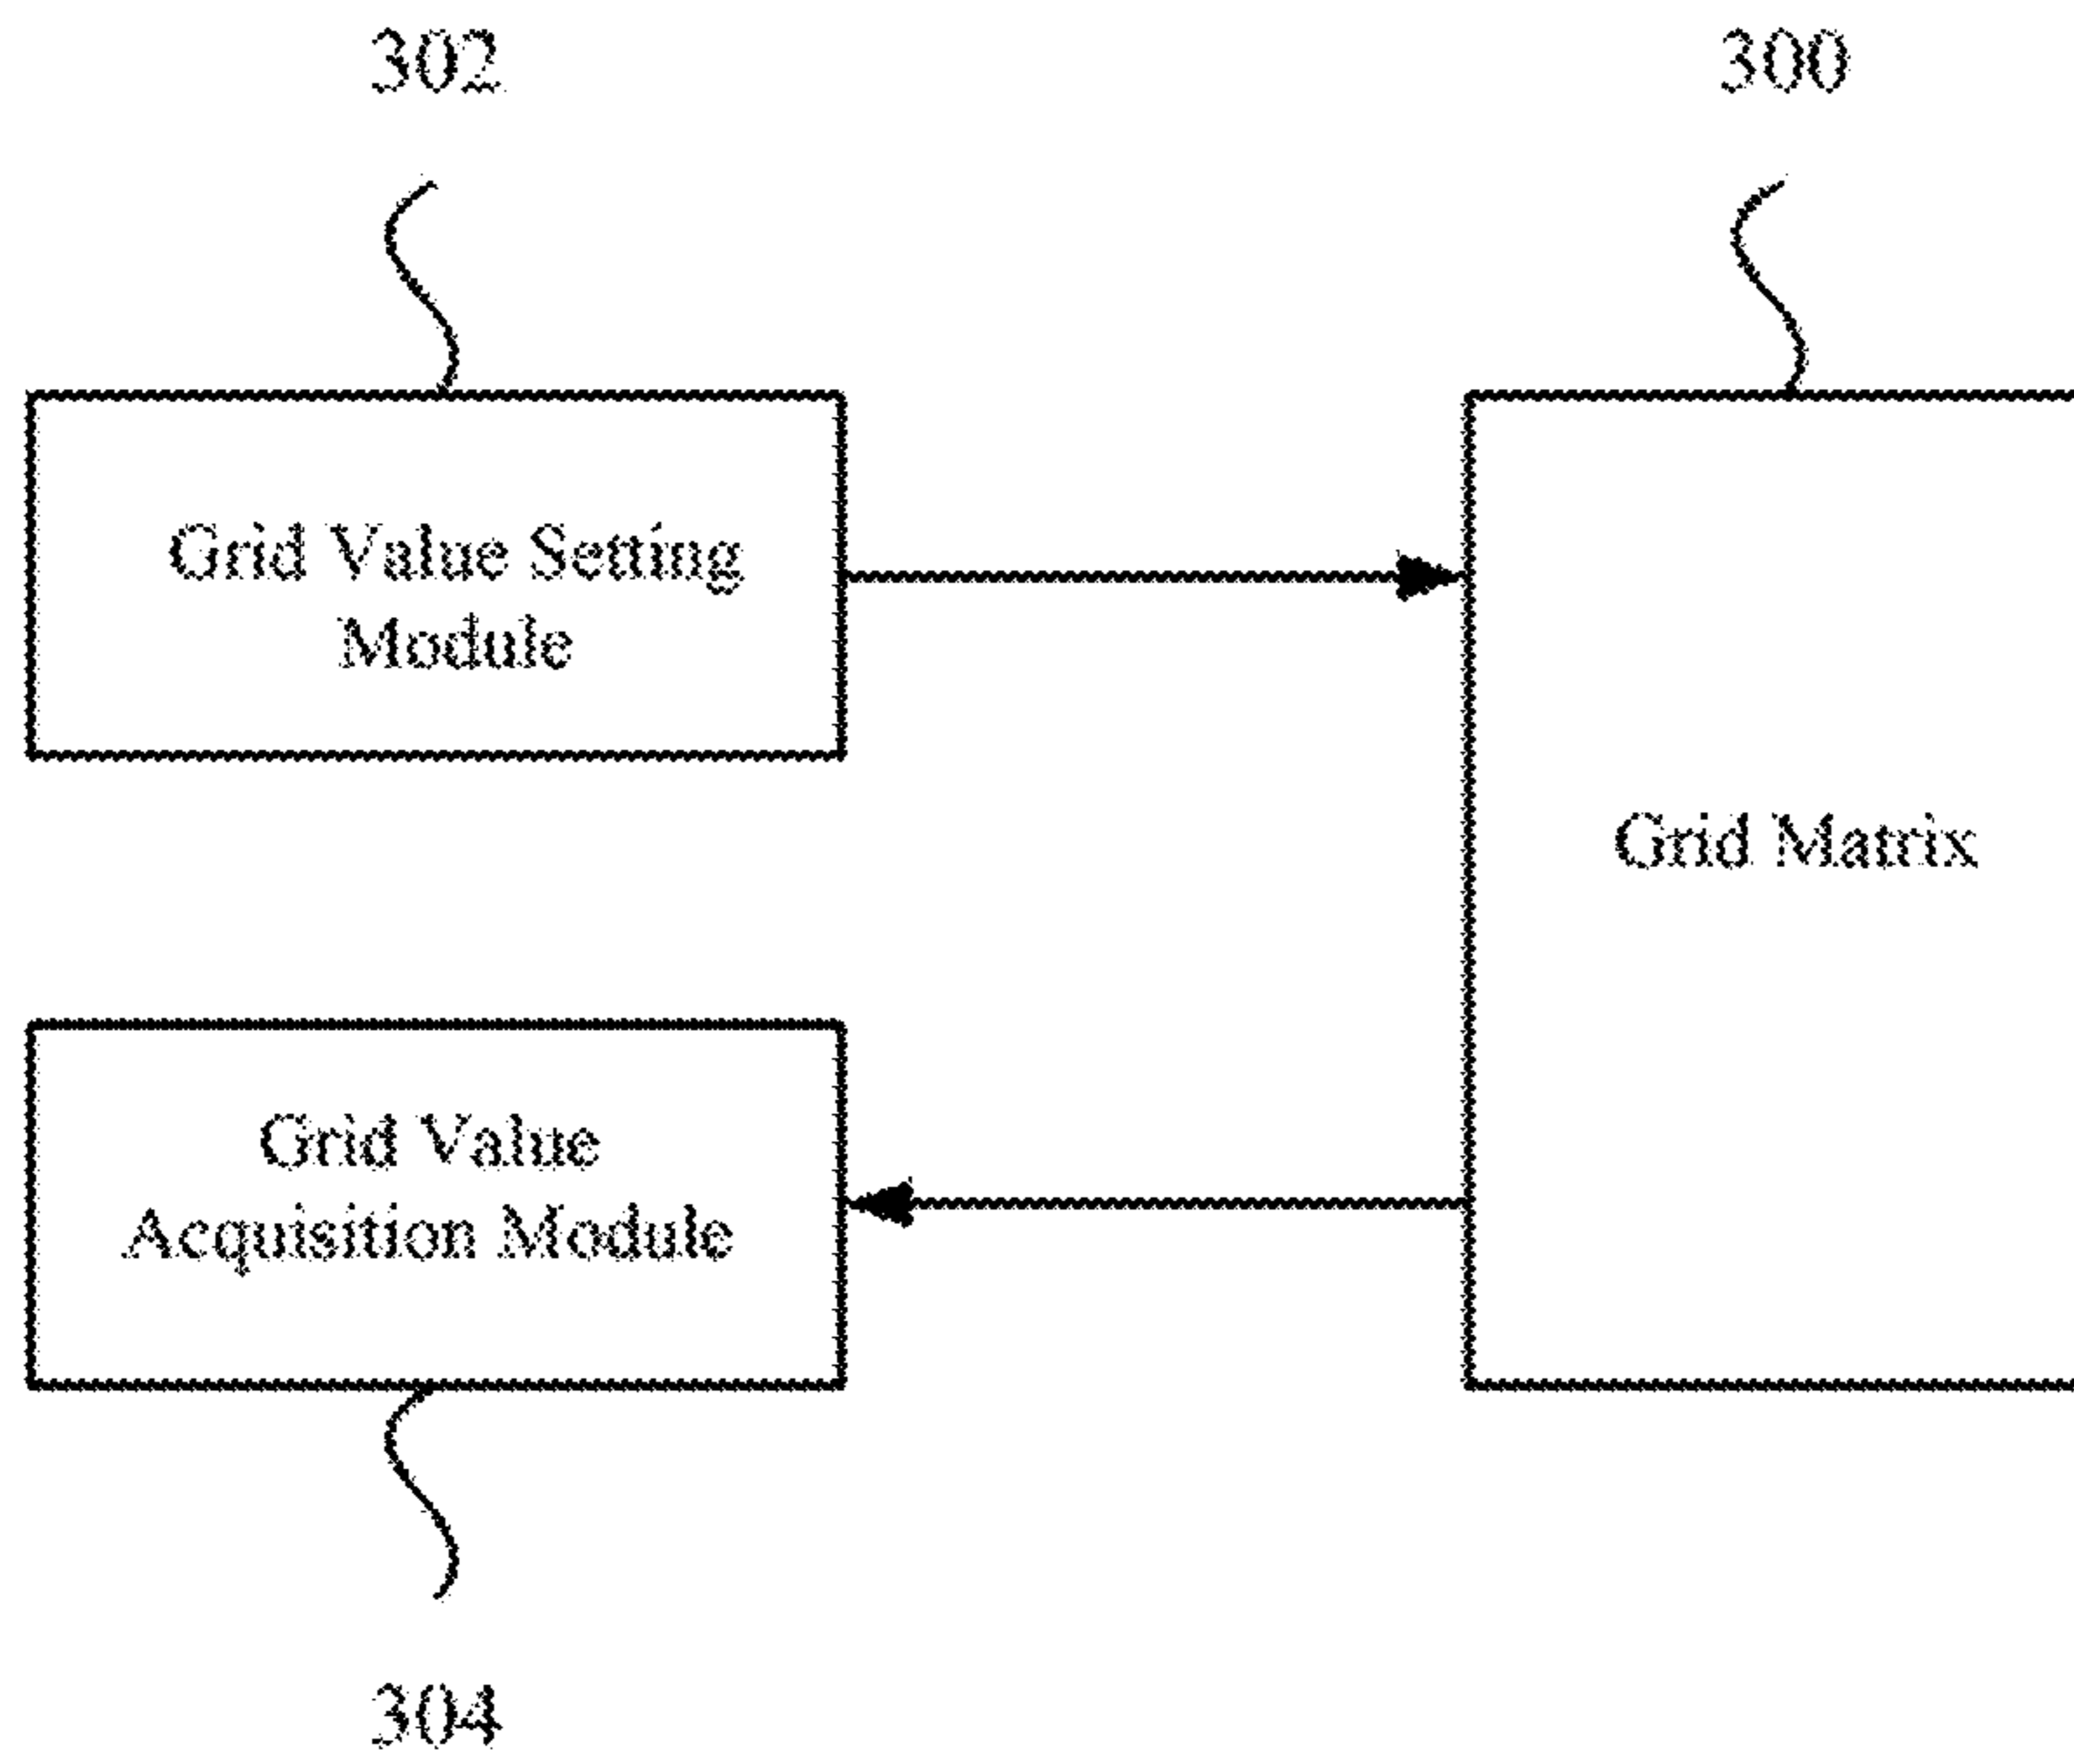 302
300
Grid Value Setting
Module
Grid Matrix
Grid Value
Acquisition Module
304